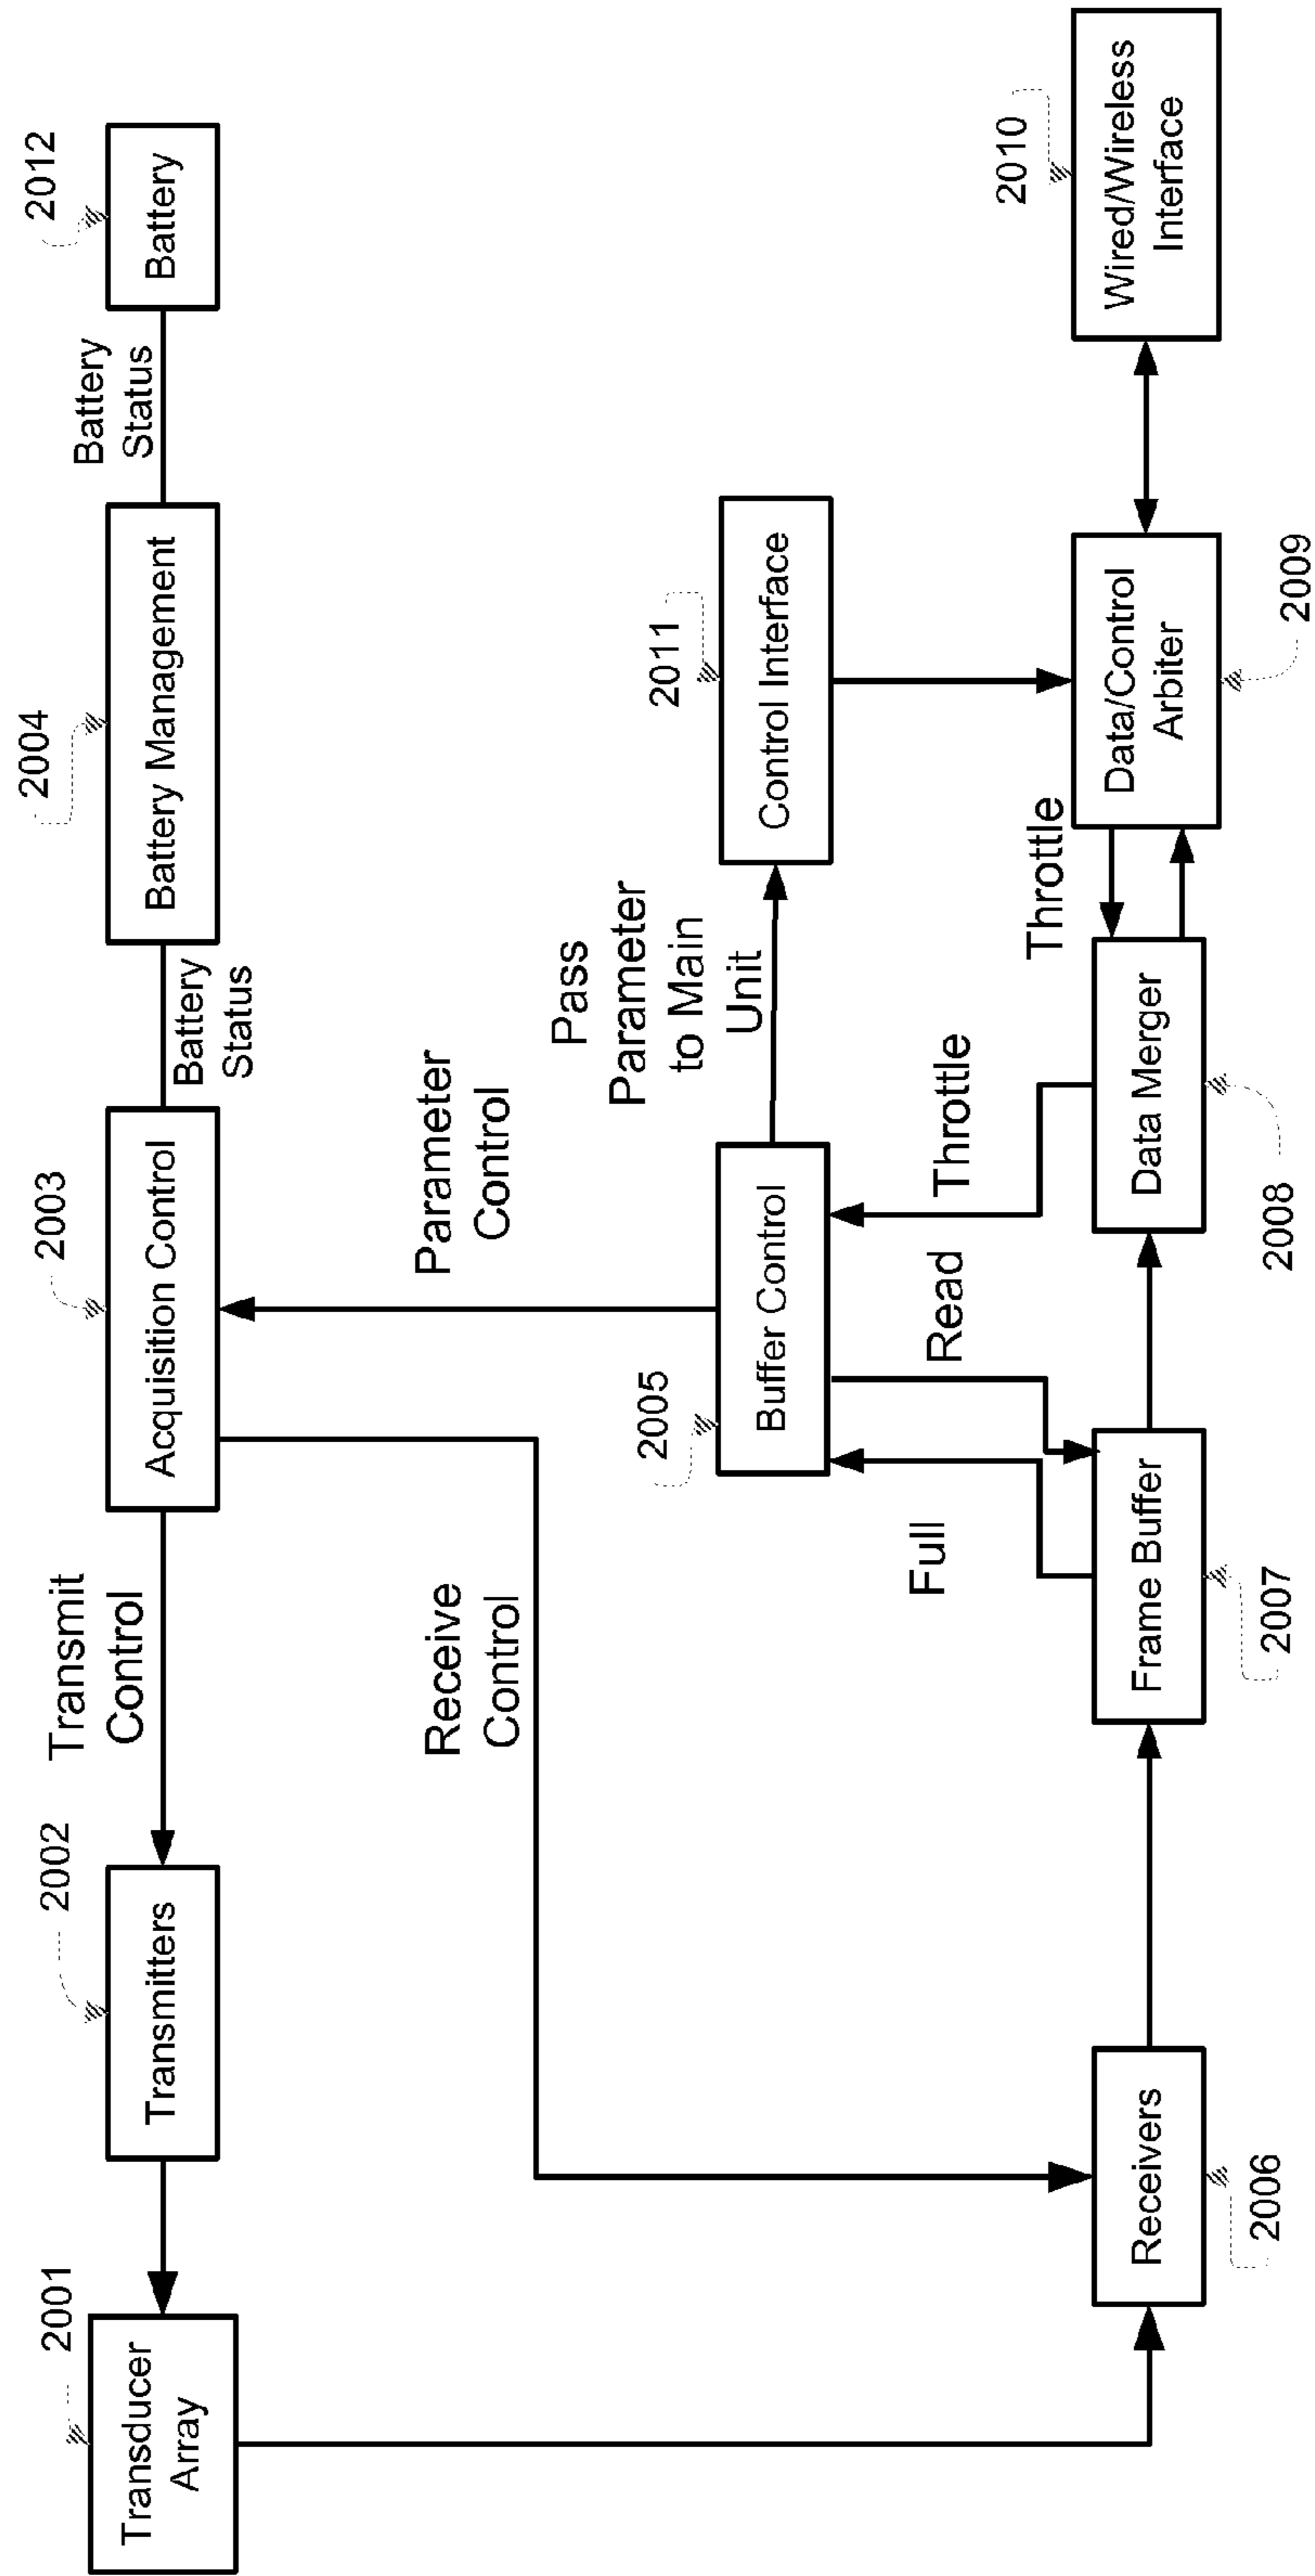 2001
Transducer
Array
2002
Transmitters
Transmit
Control
2003
Acquisition Control
Battery
Status
2004
Battery Management
Battery
Status
2012
Battery
Receive
Control
Parameter
Control
2005
Buffer Control
Pass
Parameter
to Main
Unit
2011
Control Interface
Full
Read
Throttle
Throttle
2006
Receivers
2007
Frame Buffer
2008
Data Merger
2009
Data/Control
Arbiter
2010
Wired/Wireless
Interface